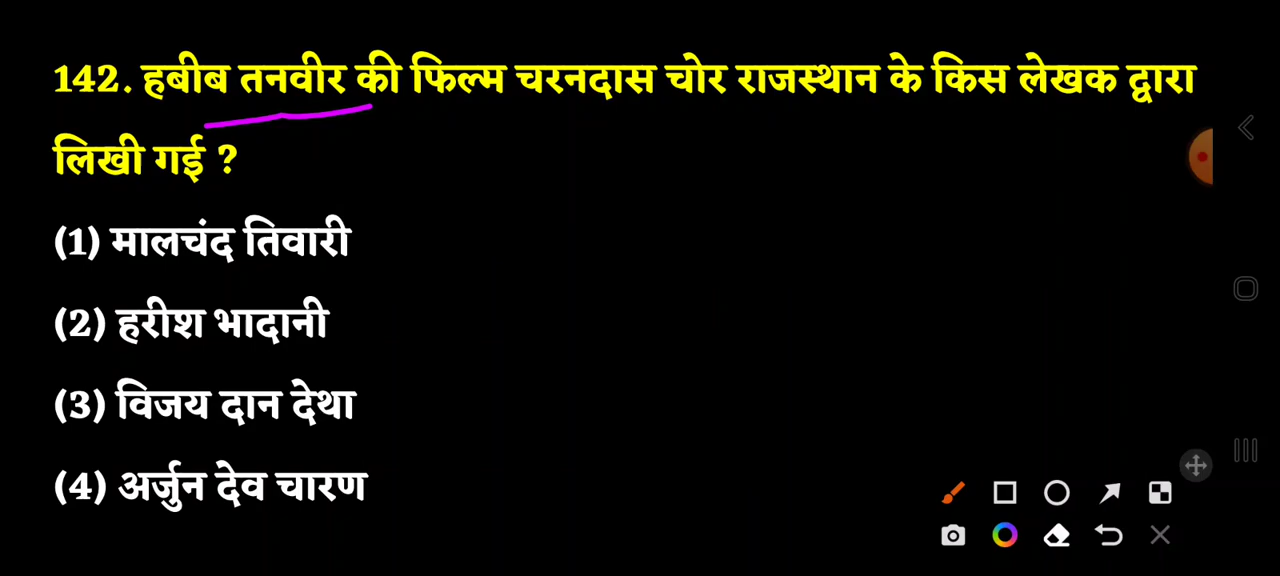 142. हबीब तनवीर की फिल्म चरनदास चोर राजस्थान के किस लेखक द्वारा
लिखी गई ?
(1) मालचंद तिवारी
(2) हरीश भादानी
(3) विजय दान देथा
(4) अर्जुन देव चारण